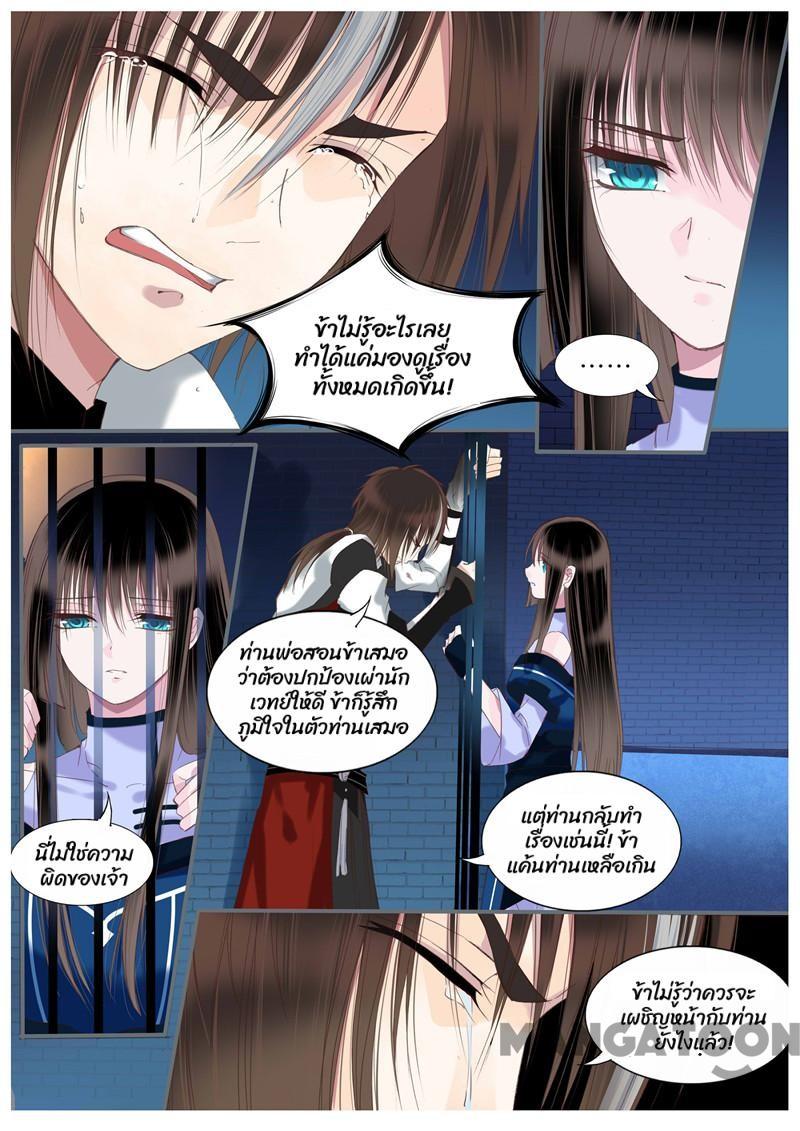 ข้าไม่รู้อะไรเลย
ทำได้แค่มองดูเรื่อง
ทั้งหมดเกิดขึ้น!
……
ท่านพ่อสอนข้าเสมอ
ว่าต้องปกป้องเผ่านัก
เวทย์ให้ดี ข้าก็รู้สึก
ภูมิใจในตัวท่านเสมอ
นี่ไม่ใช่ความ
ผิดของเจ้า
แต่ท่านกลับทำ
เรื่องเช่นนี้! ข้า
แค้นท่านเหลือเกิน
ข้าไม่รู้ว่าควรจะ
เผชิญหน้ากับท่าน
ยังไงแล้ว!
MANGATOON